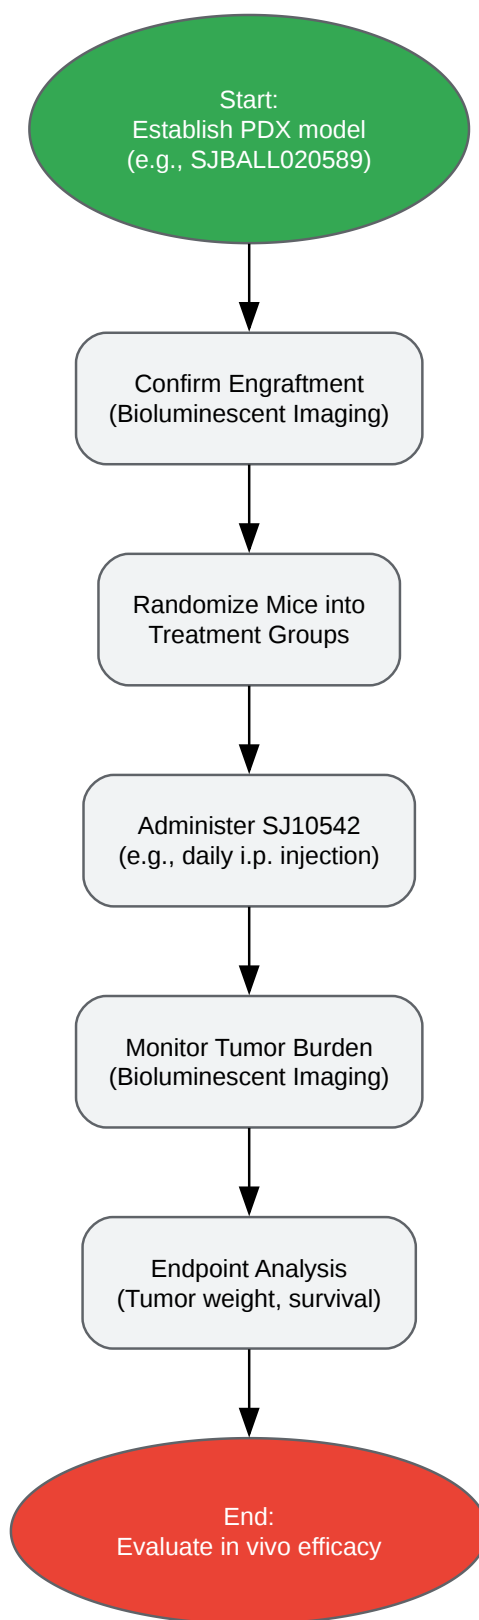 Start:
Establish PDX model
(e.g., SJBALL020589)
Confirm Engraftment
(Bioluminescent Imaging)
Randomize Mice into
Treatment Groups
Administer SJ10542
(e.g., daily i.p. injection)
Monitor Tumor Burden
(Bioluminescent Imaging)
Endpoint Analysis
(Tumor weight, survival)
End:
Evaluate in vivo efficacy